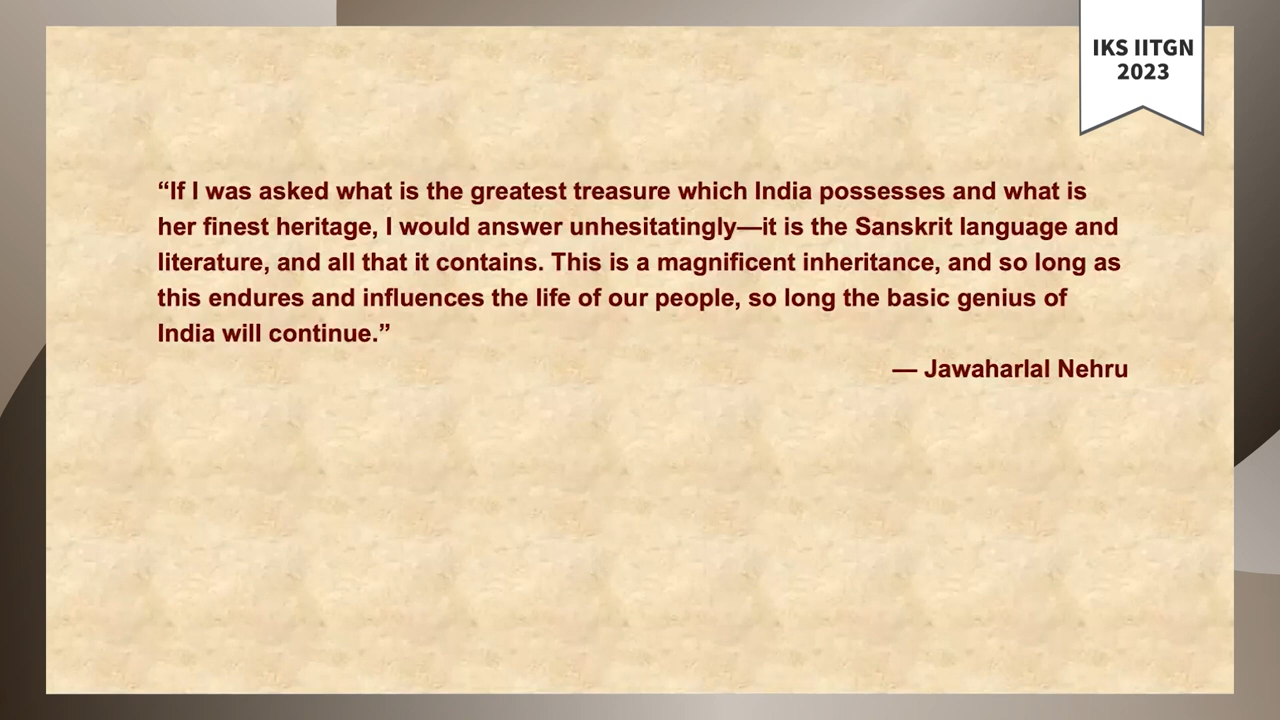 IKS IITGN
2023
“If I was asked what is the greatest treasure which India possesses and what is
her finest heritage, I would answer unhesitatingly—it is the Sanskrit language and
literature, and all that it contains. This is a magnificent inheritance, and so long as
this endures and influences the life of our people, so long the basic genius of
India will continue.”
— Jawaharlal Nehru